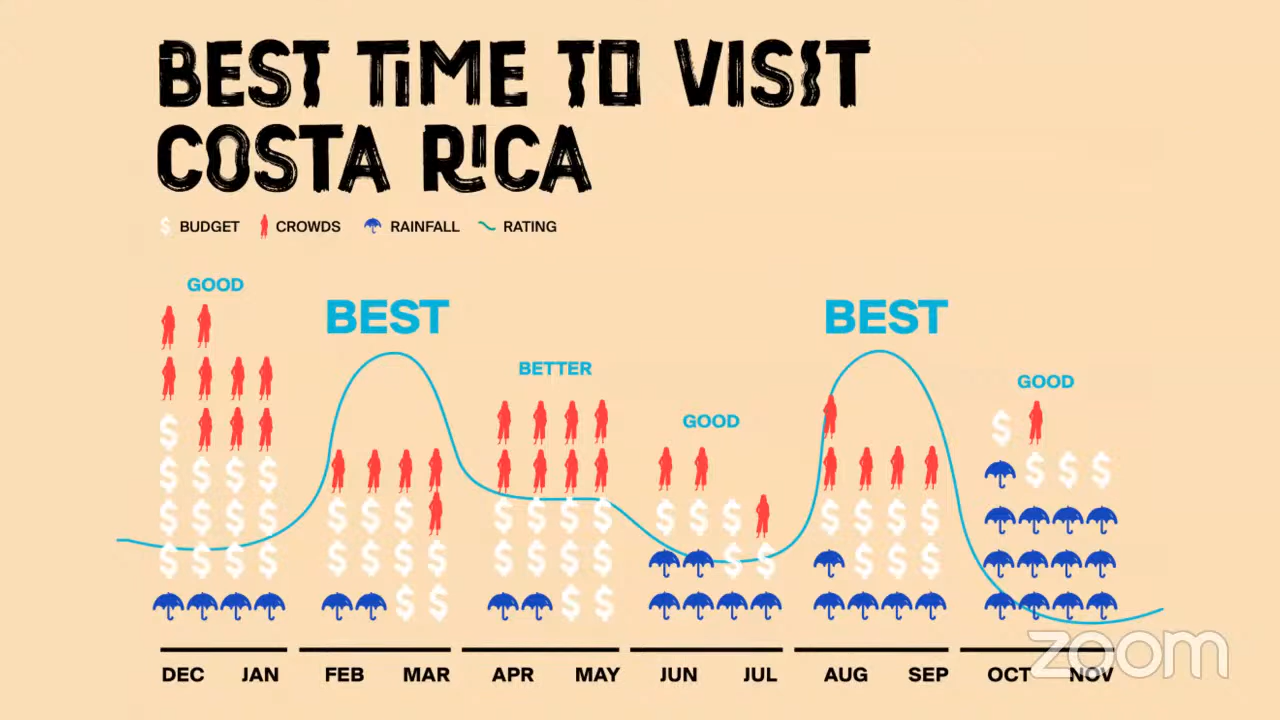 BEST TIME TO VISIT
COSTA RICA
$ BUDGET CROWDS RAINFALL RATING
GOOD
BEST
BETTER
GOOD
BEST
GOOD
DEC JAN FEB MAR APR MAY JUN JUL AUG SEP OCT NOV
zoom